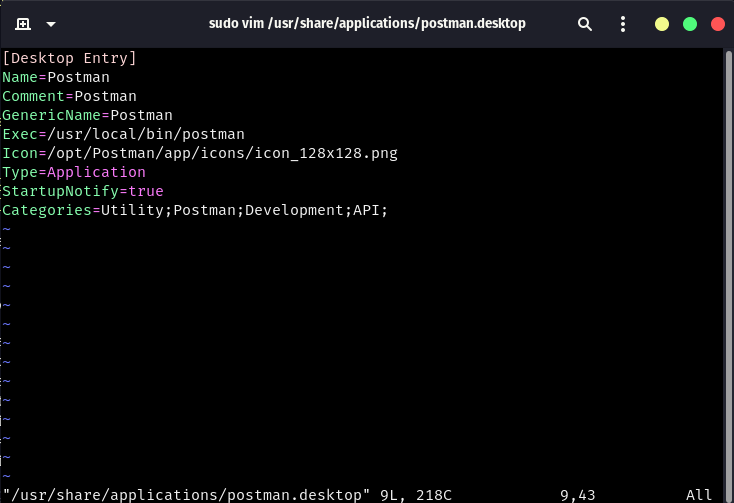 sudo vim /usr/share/applications/postman.desktop
[Desktop Entry]
Name=Postman
Comment=Postman
GenericName=Postman
Exec=/usr/local/bin/postman
Icon=/opt/Postman/app/icons/icon_128x128.png
Type=Application
StartupNotify=true
Categories=Utility;Postman;Development;API;
~
~
~
~
~
~
~
~
~
~
~
~
~
~
"/usr/share/applications/postman.desktop" 9L, 218C 9,43 All